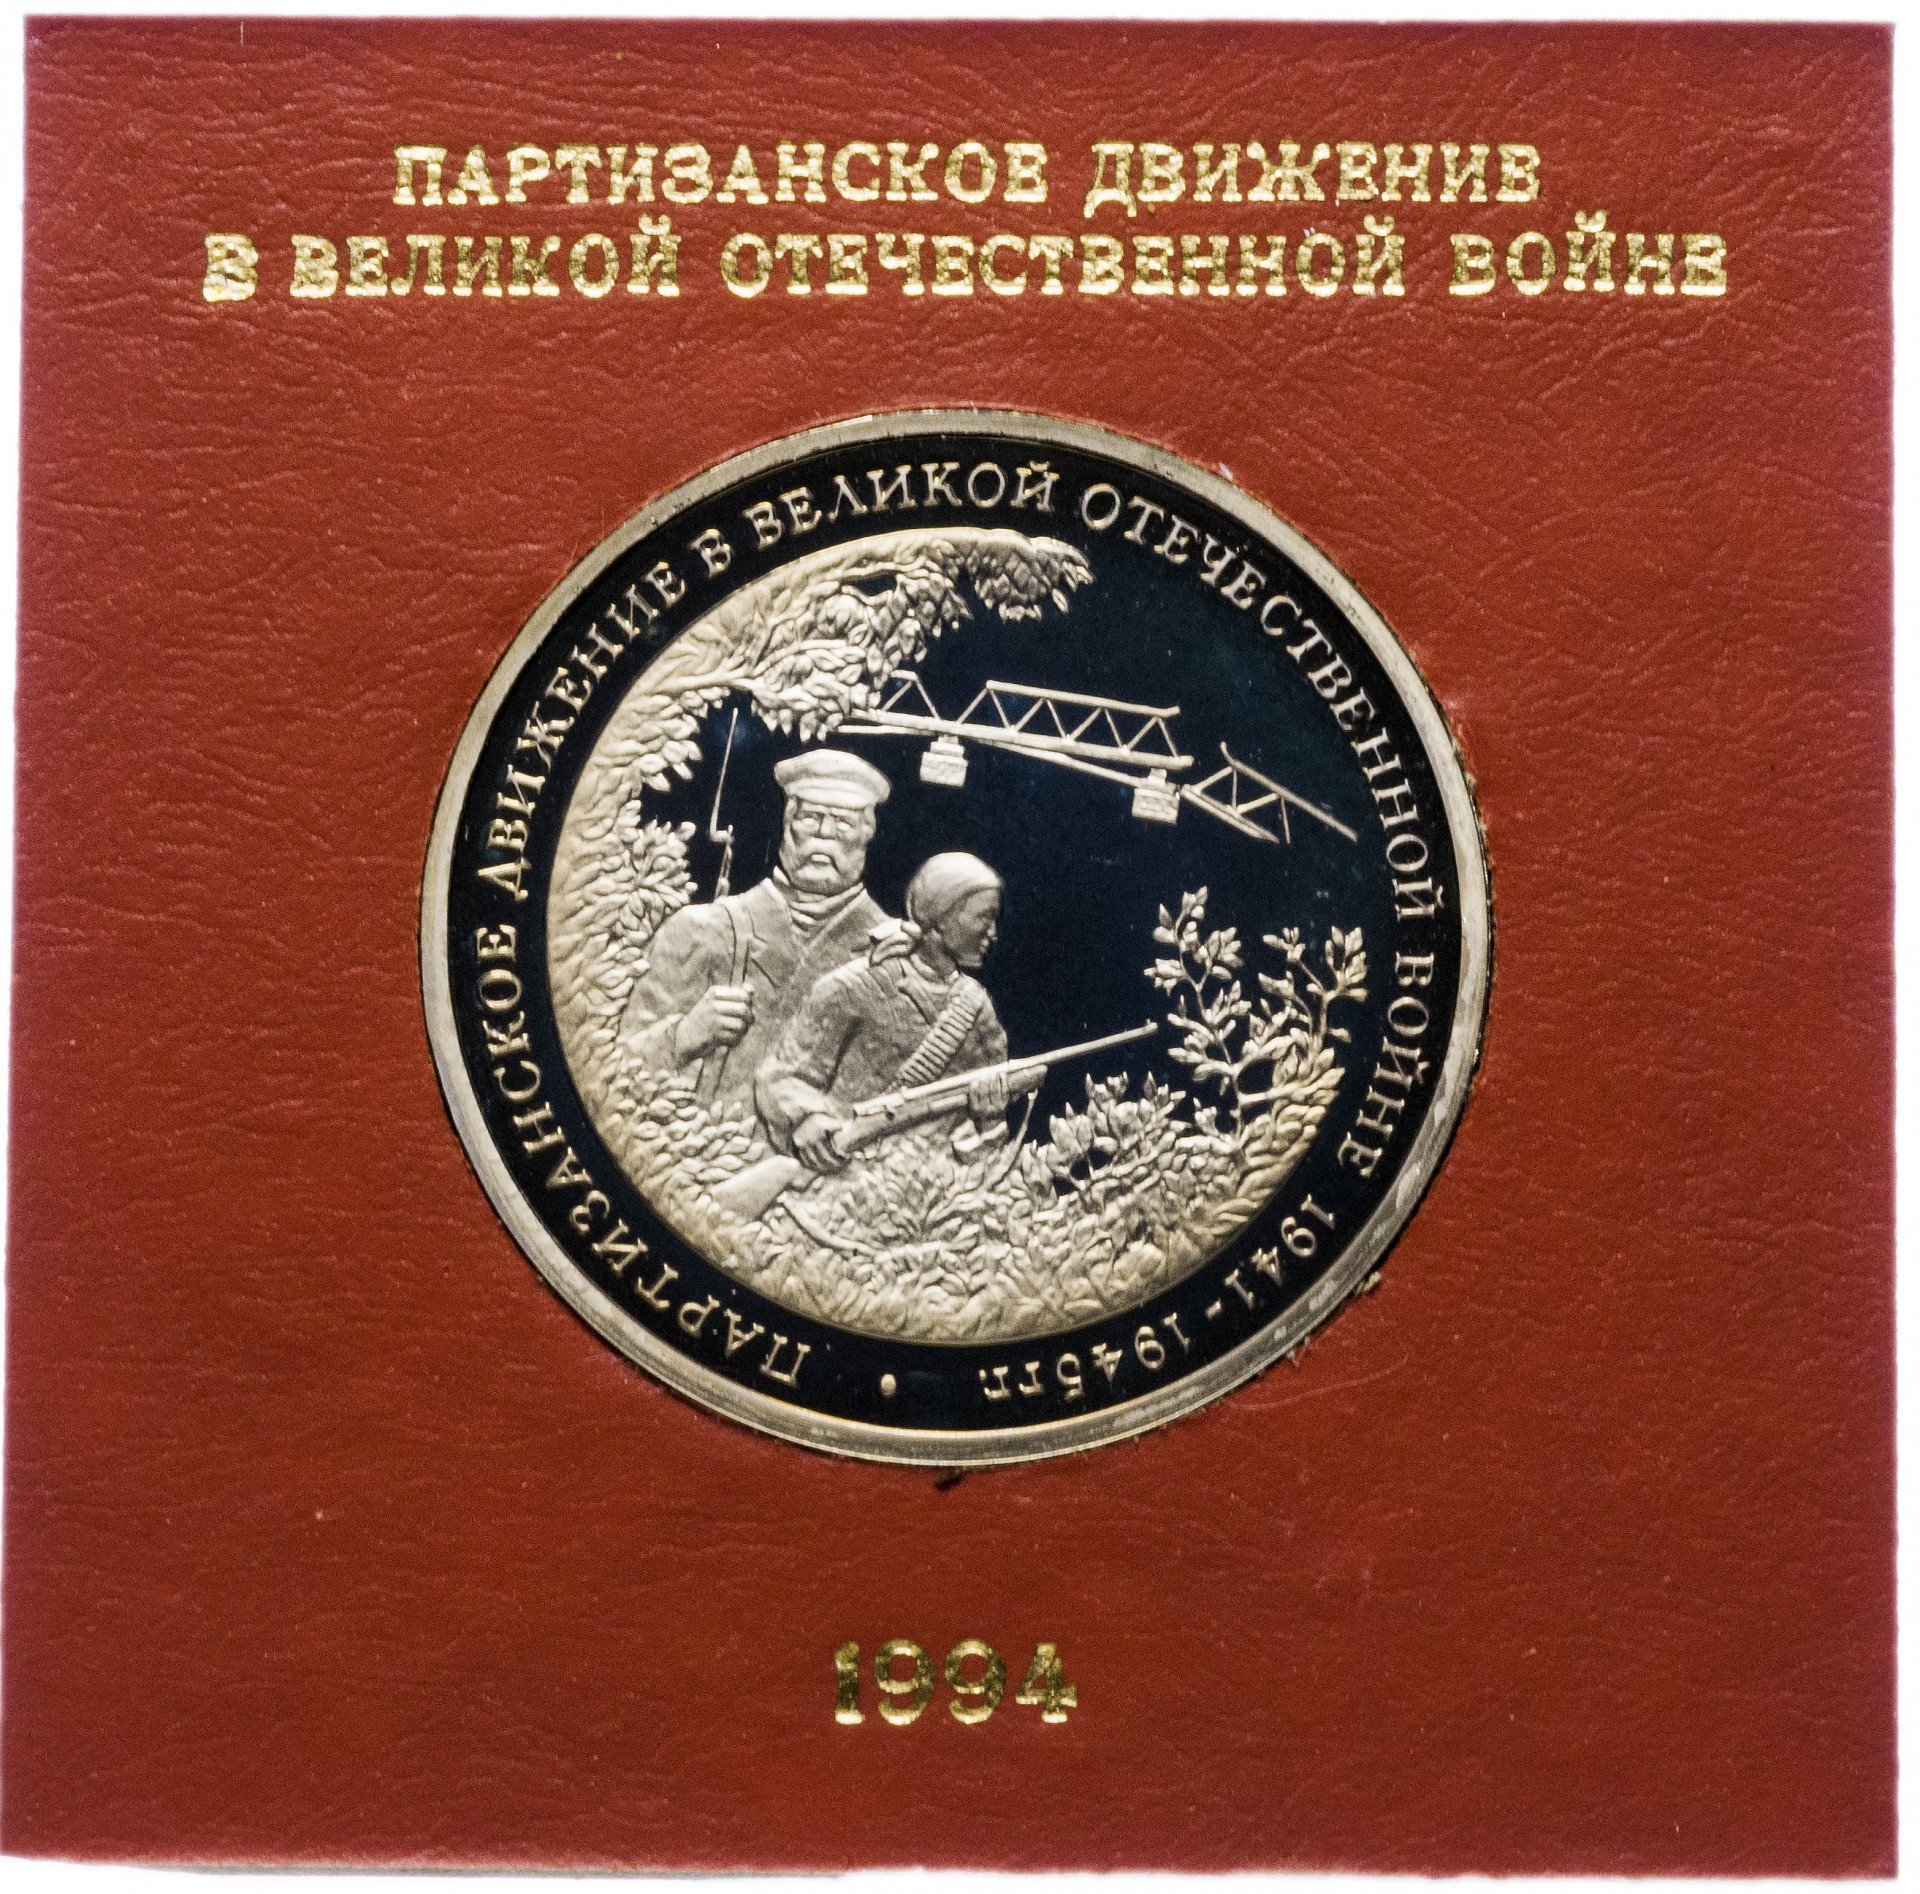 ПАРТИЗАНСКОЕ ДВИЖЕНИЕ
В ВЕЛИКОЙ ОТЕЧЕСТВЕННОЙ ВОЙНЕ
ПАРТИЗАНСКОЕ ДВИЖЕНИЕ В ВЕЛИКОЙ ОТЕЧЕСТВЕННОЙ ВОЙНЕ 1941-1945гг. •
1994